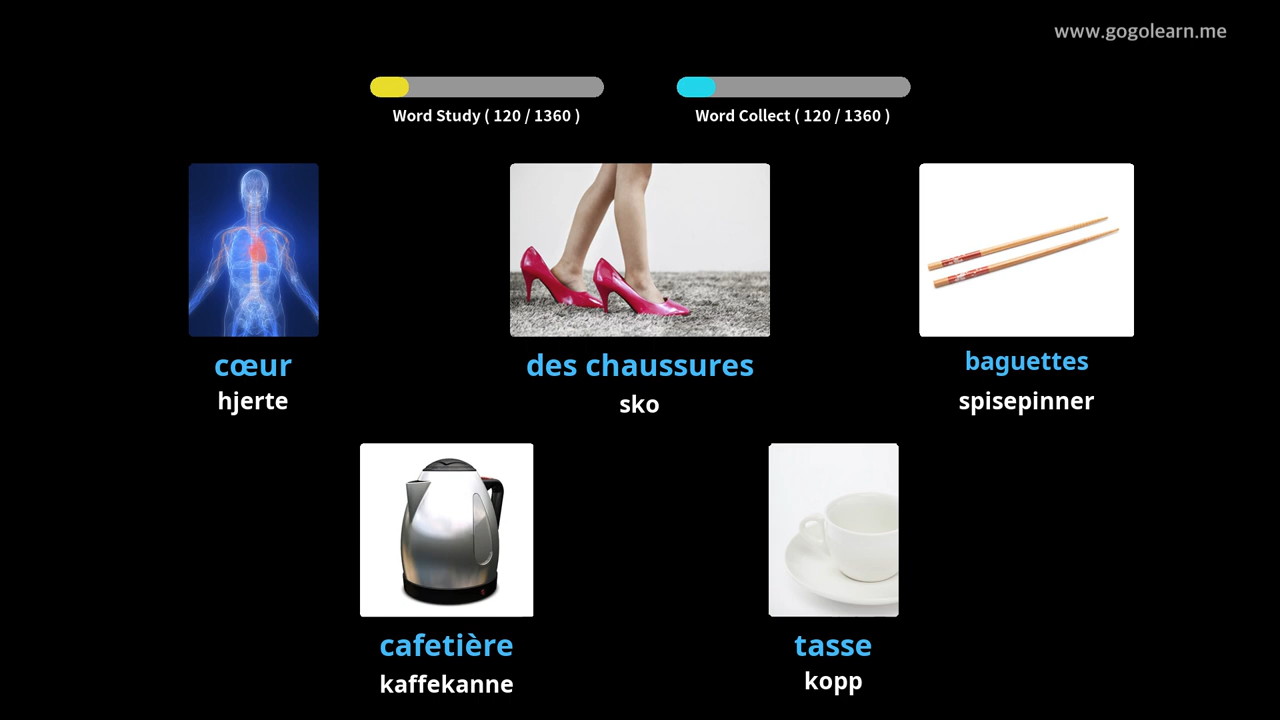 www.gogolearn.me
Word Study ( 120 / 1360 )
Word Collect ( 120 / 1360 )
cœur
hjerte
des chaussures
sko
baguettes
spisepinner
cafetière
kaffekanne
tasse
kopp